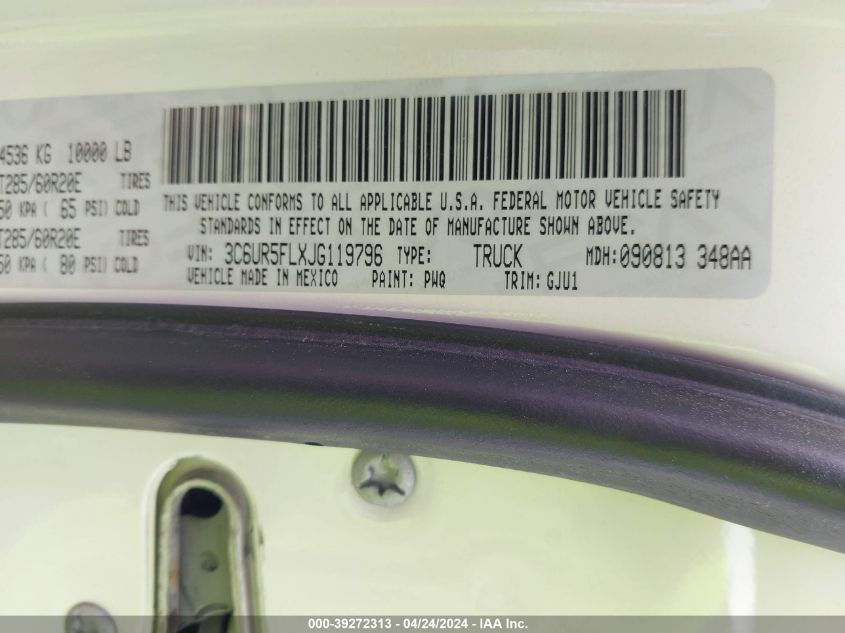 4536 KG 10000 LB
T285/60R20E TIRES
50 KPA ( 65 PSI) COLD
T285/60R20E TIRES
50 KPA ( 80 PSI) COLD
THIS VEHICLE CONFORMS TO ALL APPLICABLE U.S.A. FEDERAL MOTOR VEHICLE SAFETY
STANDARDS IN EFFECT ON THE DATE OF MANUFACTURE SHOWN ABOVE.
VIN: 3C6UR5FLXJG119796 TYPE: TRUCK MDH:090813 348AA
VEHICLE MADE IN MEXICO PAINT: PWQ TRIM: GJU1
000-39272313 - 04/24/2024 - IAA Inc.